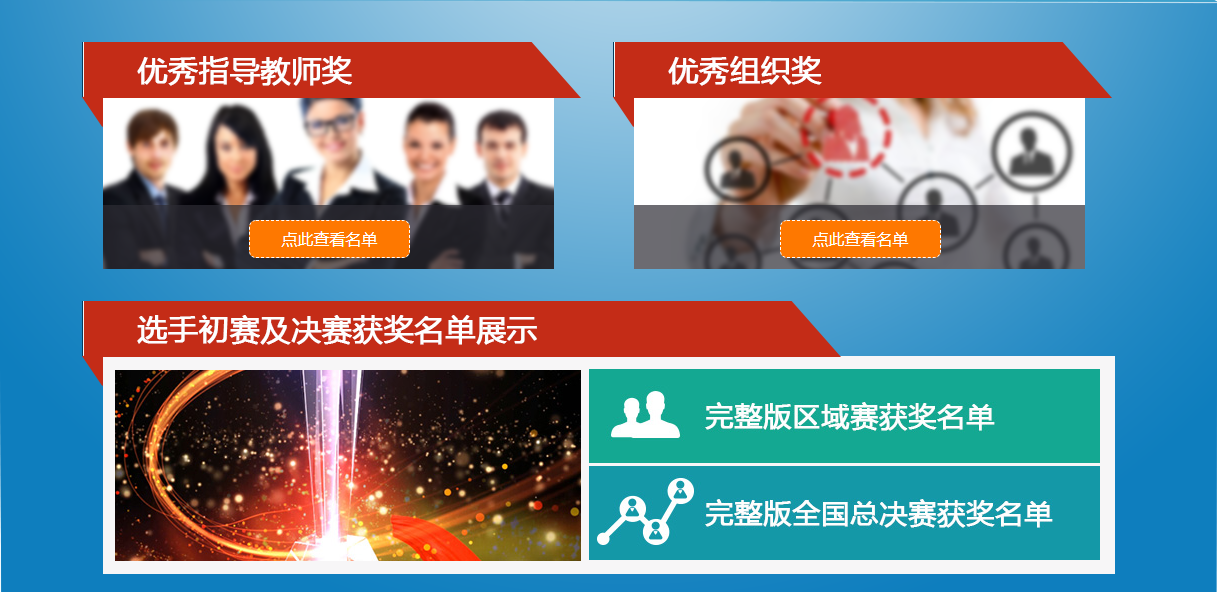 优秀指导教师奖
优秀组织奖
点此查看名单
点此查看名单
选手初赛及决赛获奖名单展示
完整版区域赛获奖名单
完整版全国总决赛获奖名单